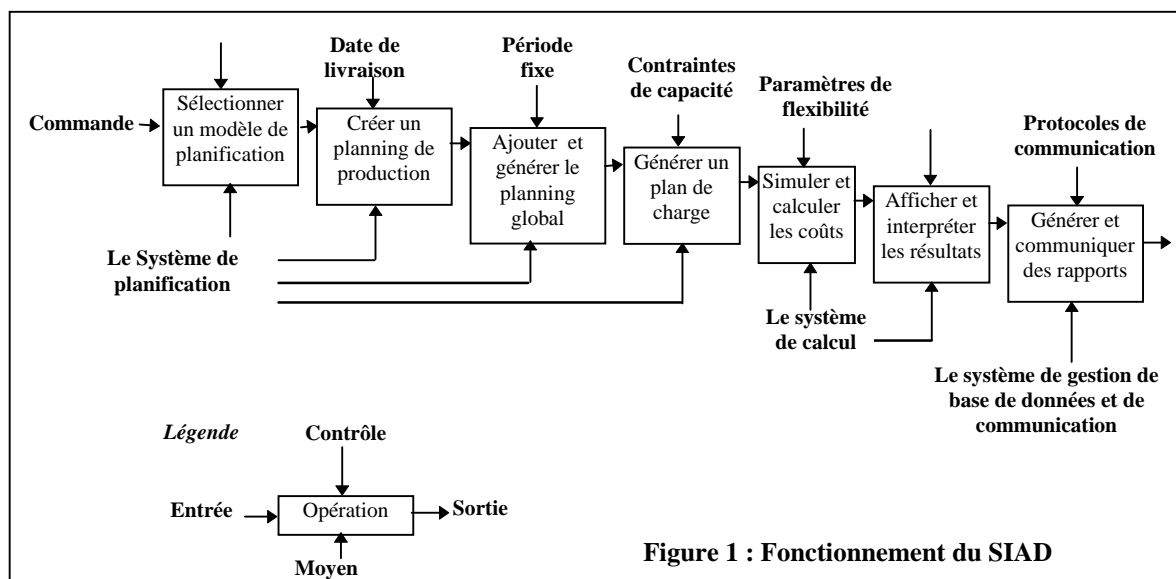 Commande
Sélectionner
un modèle de
planification
Le Système de
planification
Date de
livraison
Créer un
planning de
production
Période
fixe
Ajouter et
générer le
planning
global
Contraintes
de capacité
Générer un
plan de
charge
Paramètres de
flexibilité
Simuler et
calculer
les coûts
Le système
de calcul
Afficher et
interpréter
les résultats
Protocoles de
communication
Générer et
communiquer
des rapports
Le système de gestion de
base de données et de
communication
Légende
Contrôle
Entrée
Opération
Sortie
Moyen
Figure 1 : Fonctionnement du SIAD